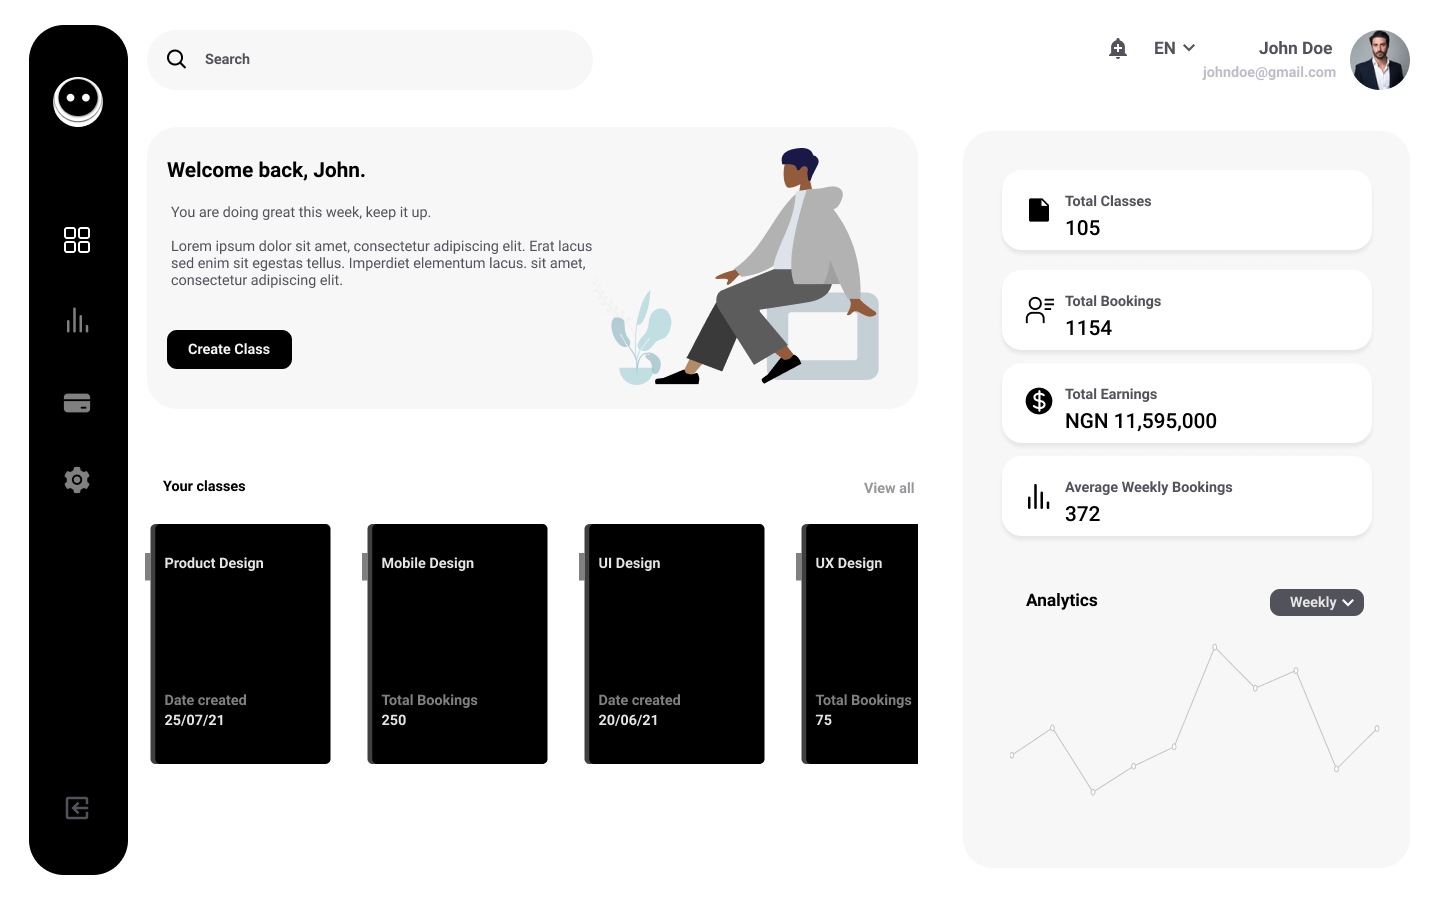 Search
EN
John Doe
johndoe@gmail.com
Welcome back, John.
You are doing great this week, keep it up.
Lorem ipsum dolor sit amet, consectetur adipiscing elit. Erat lacus
sed enim sit egestas tellus. Imperdiet elementum lacus. sit amet,
consectetur adipiscing elit.
Create Class
Your classes
View all
Product Design
Date created
25/07/21
Mobile Design
Total Bookings
250
UI Design
Date created
20/06/21
UX Design
Total Bookings
75
Total Classes
105
Total Bookings
1154
Total Earnings
NGN 11,595,000
Average Weekly Bookings
372
Analytics
Weekly